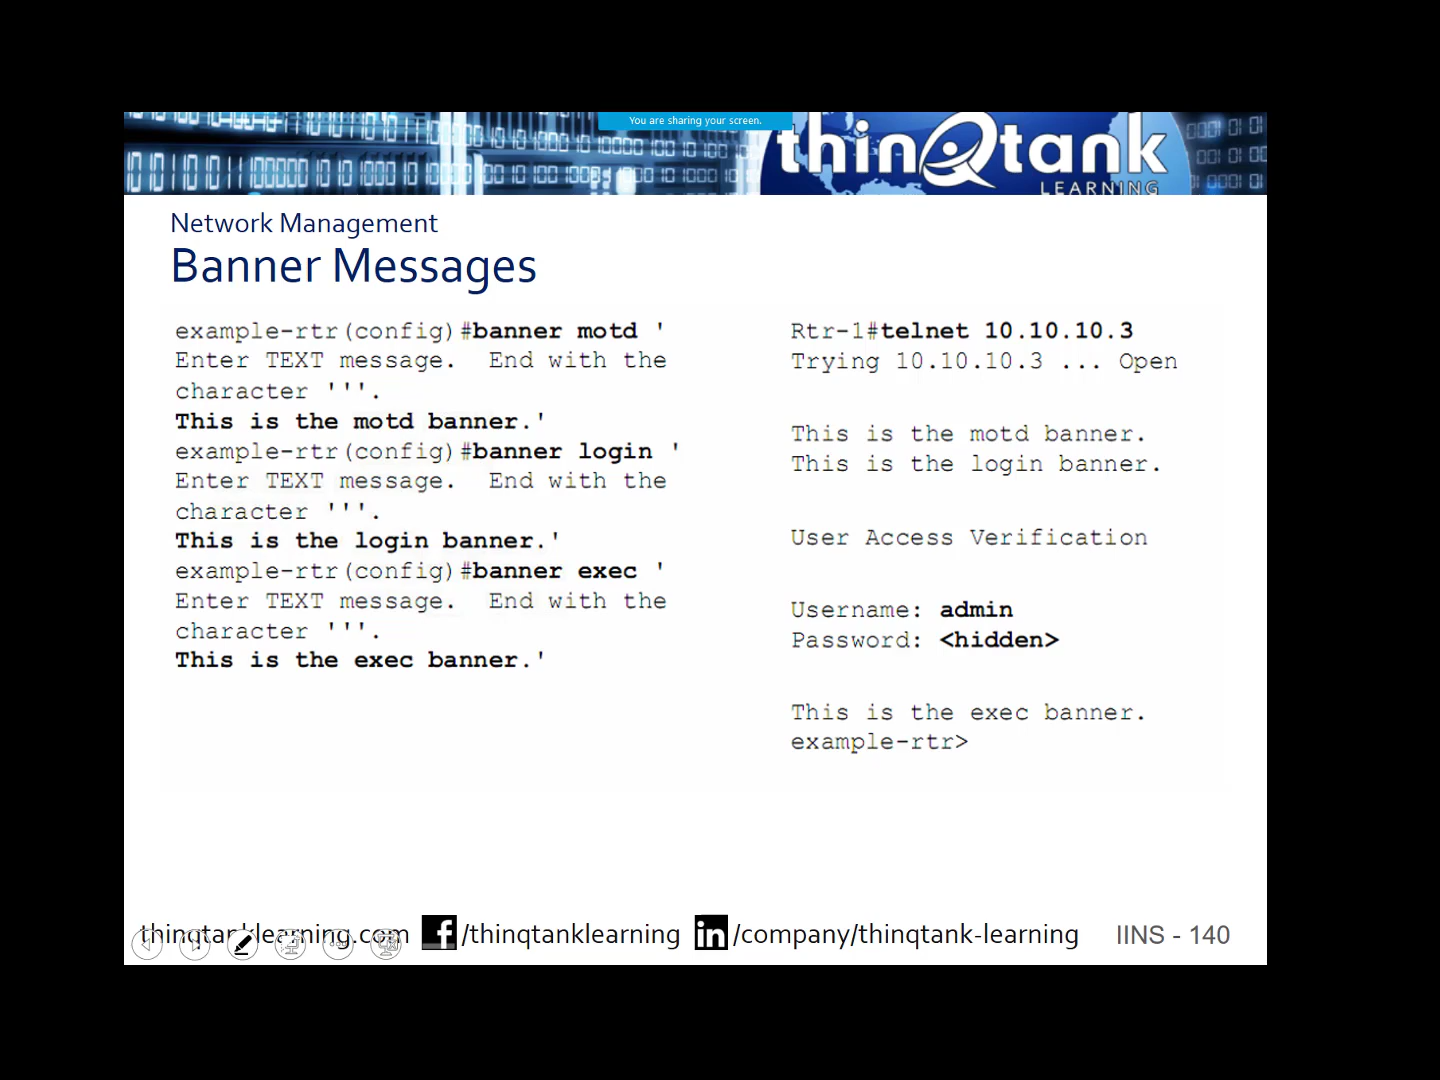 You are sharing your screen.
thinQtank
LEARNING
Network Management
Banner Messages
example-rtr(config)#banner motd '
Enter TEXT message.  End with the
character '''.
This is the motd banner.'
example-rtr(config)#banner login '
Enter TEXT message.  End with the
character '''.
This is the login banner.'
example-rtr(config)#banner exec '
Enter TEXT message.  End with the
character '''.
This is the exec banner.'
Rtr-1#telnet 10.10.10.3
Trying 10.10.10.3 ... Open
This is the motd banner.
This is the login banner.
User Access Verification
Username: admin
Password: <hidden>
This is the exec banner.
example-rtr>
thinqtanklearning.com
/thinqtanklearning
in /company/thinqtank-learning
IINS - 140